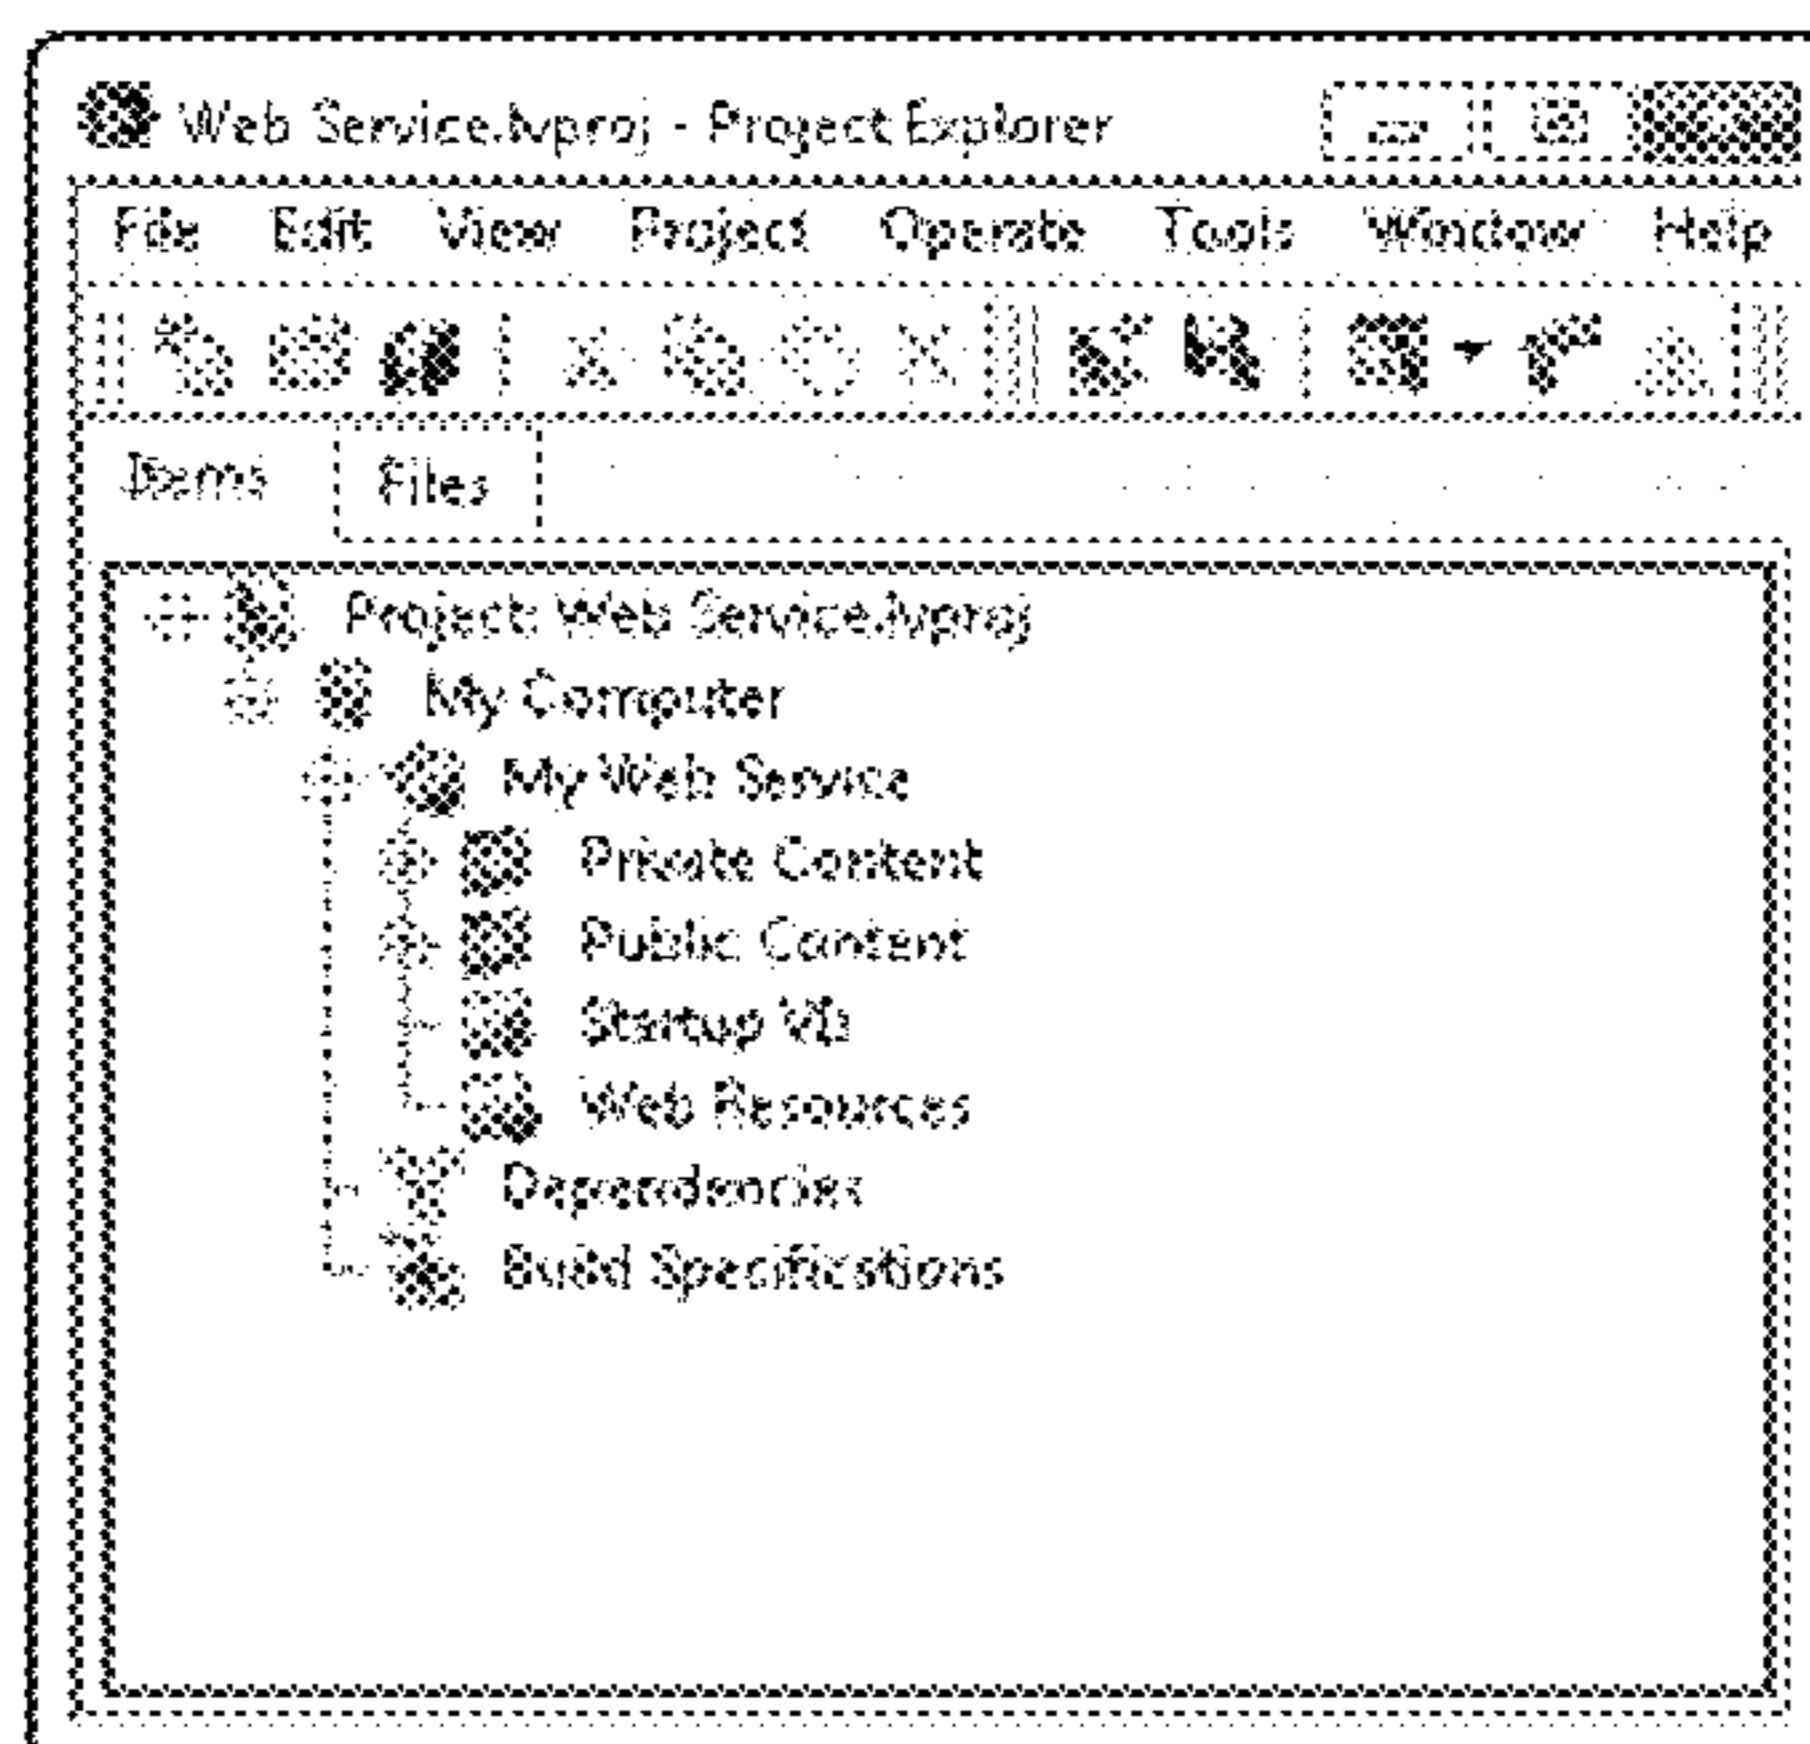 Web Service.lvproj - Project Explorer
File Edit View Project Operate Tools Window Help
Items Files
Project: Web Service.lvproj
My Computer
My Web Service
Private Content
Public Content
Startup VIs
Web Resources
Dependencies
Build Specifications